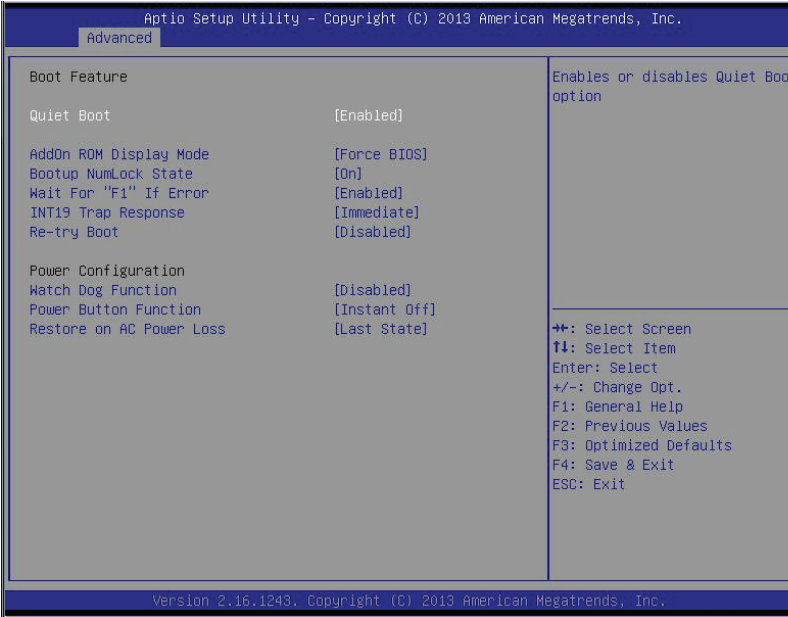 Aptio Setup Utility – Copyright (C) 2013 American Megatrends, Inc.
Advanced
Boot Feature
Quiet Boot [Enabled]
AddOn ROM Display Mode [Force BIOS]
Bootup NumLock State [On]
Wait For "F1" If Error [Enabled]
INT19 Trap Response [Immediate]
Re-try Boot [Disabled]
Power Configuration
Watch Dog Function [Disabled]
Power Button Function [Instant Off]
Restore on AC Power Loss [Last State]
Enables or disables Quiet Boo
option
→←: Select Screen
↑↓: Select Item
Enter: Select
+/-: Change Opt.
F1: General Help
F2: Previous Values
F3: Optimized Defaults
F4: Save & Exit
ESC: Exit
Version 2.16.1243. Copyright (C) 2013 American Megatrends, Inc.